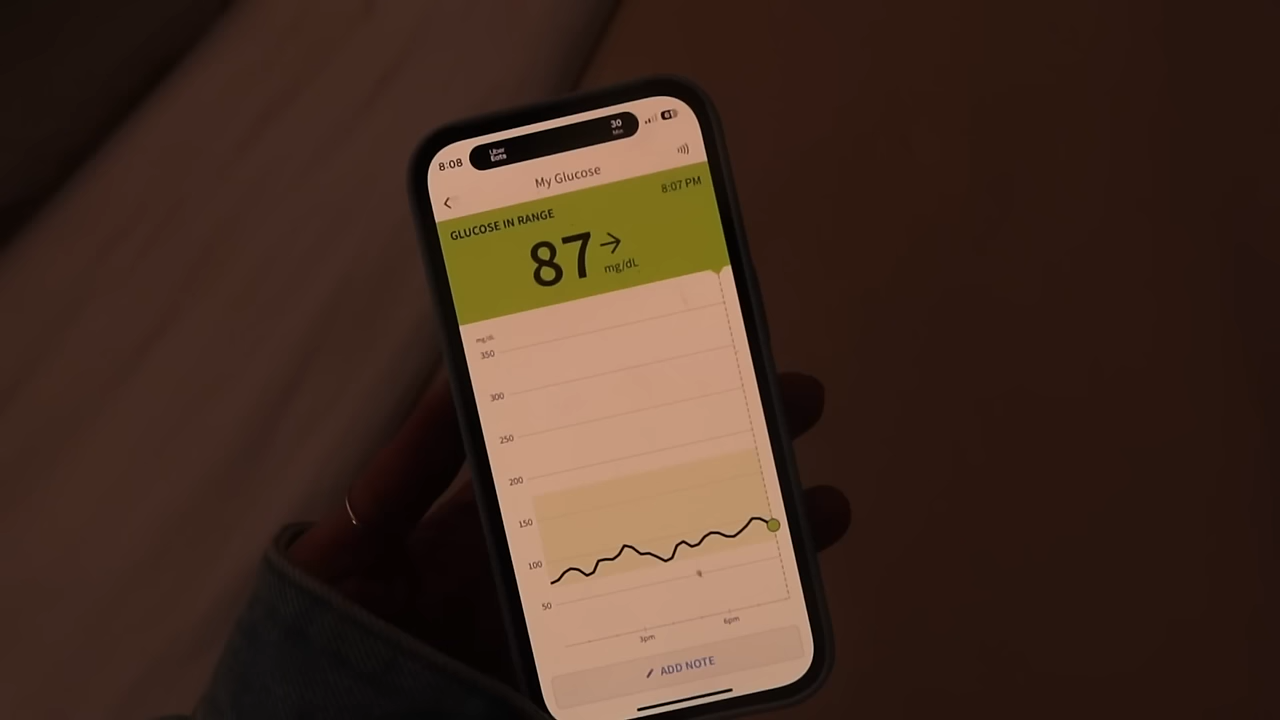 8:08
Uber
Eats
30
Min
61
My Glucose
8:07 PM
GLUCOSE IN RANGE
87
mg/dL
mg/dL
350
300
250
200
150
100
50
3pm
6pm
ADD NOTE